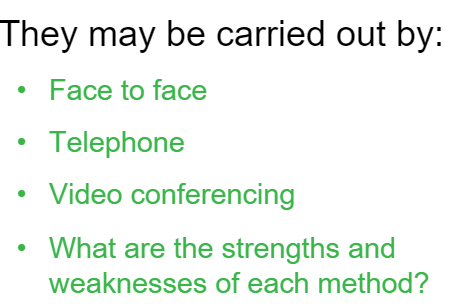 They may be carried out by:
• Face to face
• Telephone
• Video conferencing
• What are the strengths and
weaknesses of each method?